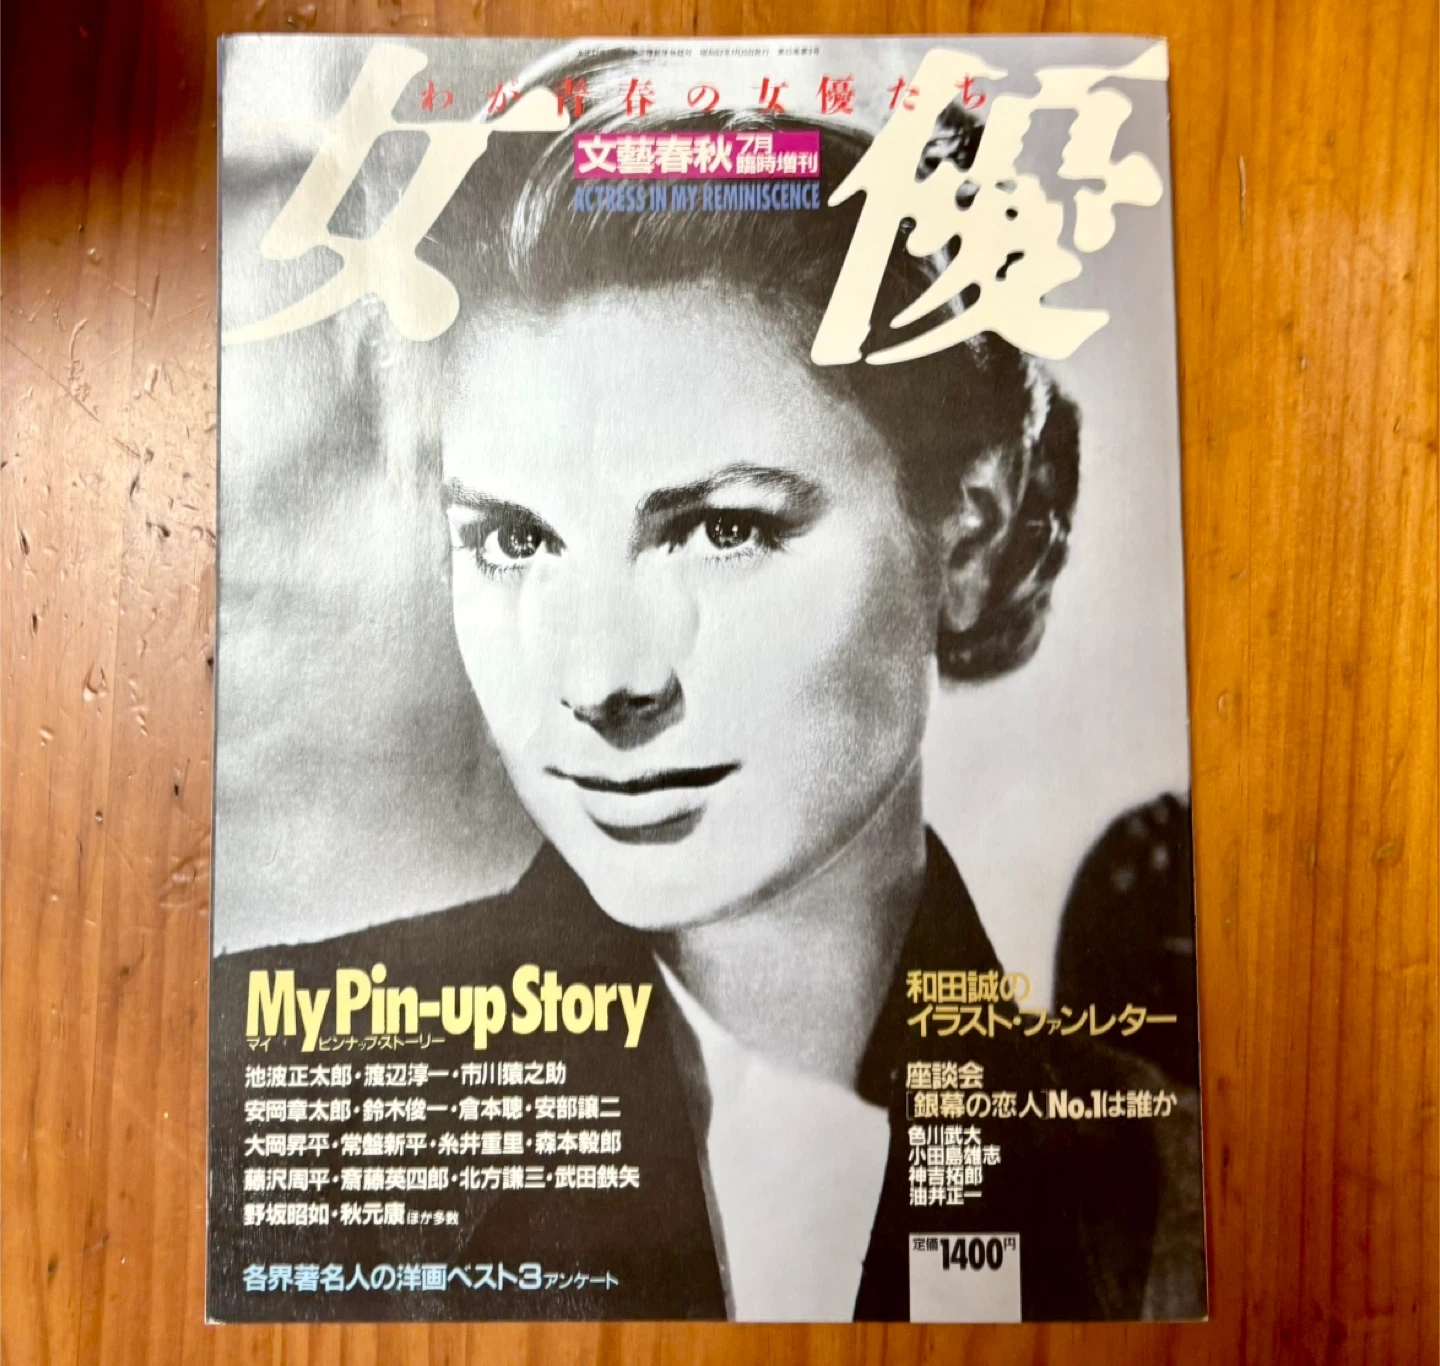 わが青春の女優たち
女優
文藝春秋 7月臨時増刊
ACTRESS IN MY REMINISCENCE
My Pin-up Story
マイ ピンナップ・ストーリー
池波正太郎・渡辺淳一・市川猿之助
安岡章太郎・鈴木俊一・倉本聰・安部譲二
大岡昇平・常盤新平・糸井重里・森本毅郎
藤沢周平・斎藤英四郎・北方謙三・武田鉄矢
野坂昭如・秋元康 ほか多数
各界著名人の洋画ベスト3アンケート
和田誠の
イラスト・ファンレター
座談会
「銀幕の恋人」No.1は誰か
色川武大
小田島雄志
神吉拓郎
油井正一
定価1400円